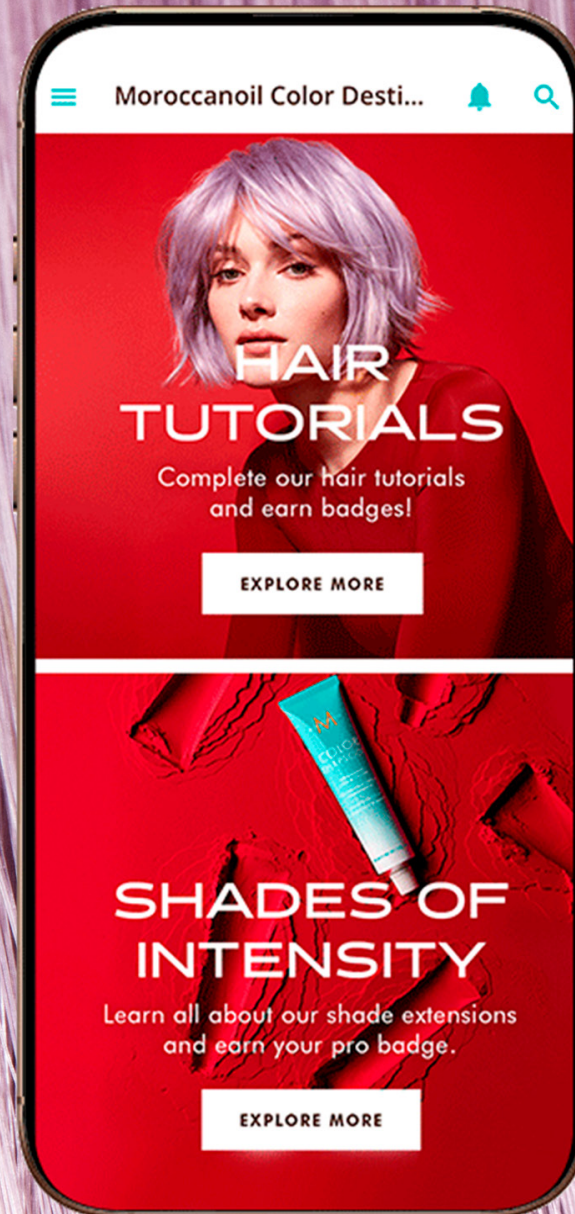 Moroccanoil Color Desti...
HAIR
TUTORIALS
Complete our hair tutorials
and earn badges!
EXPLORE MORE
M
COLOR
SHADES OF
INTENSITY
Learn all about our shade extensions
and earn your pro badge.
EXPLORE MORE